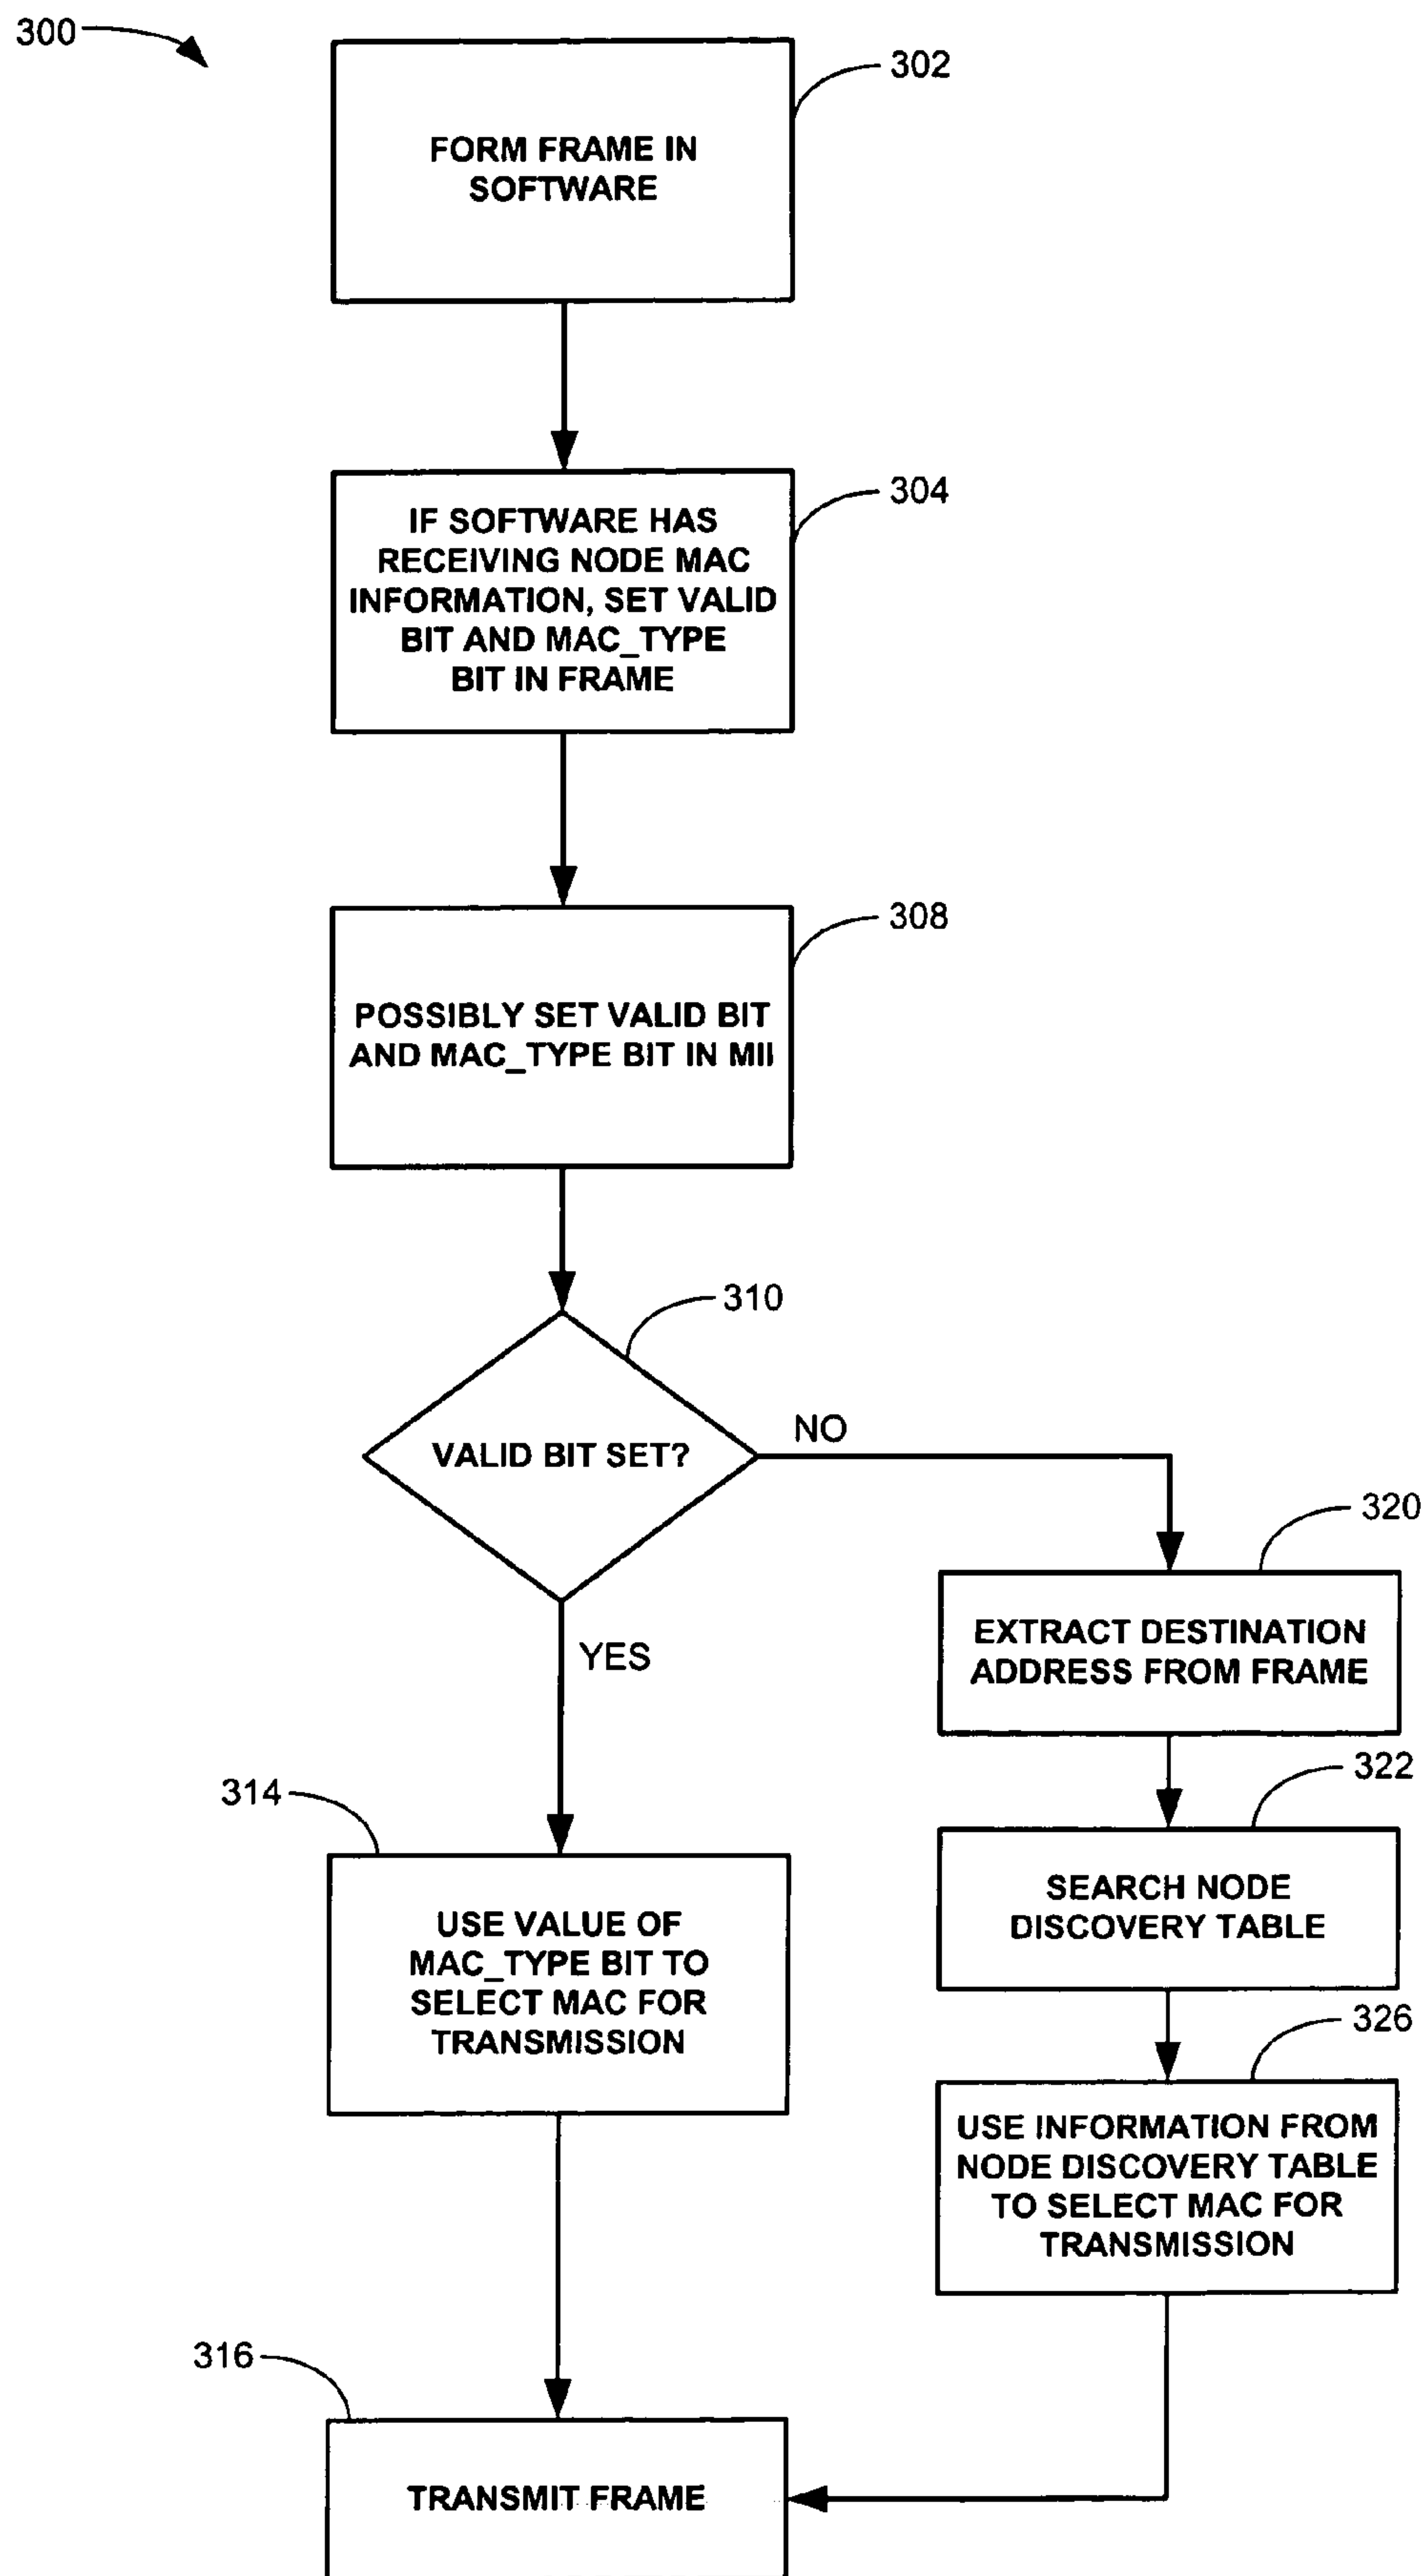 300
302
FORM FRAME IN
SOFTWARE
304
IF SOFTWARE HAS
RECEIVING NODE MAC
INFORMATION, SET VALID
BIT AND MAC_TYPE
BIT IN FRAME
308
POSSIBLY SET VALID BIT
AND MAC_TYPE BIT IN MII
310
VALID BIT SET?
NO
YES
320
EXTRACT DESTINATION
ADDRESS FROM FRAME
322
SEARCH NODE
DISCOVERY TABLE
314
USE VALUE OF
MAC_TYPE BIT TO
SELECT MAC FOR
TRANSMISSION
326
USE INFORMATION FROM
NODE DISCOVERY TABLE
TO SELECT MAC FOR
TRANSMISSION
316
TRANSMIT FRAME